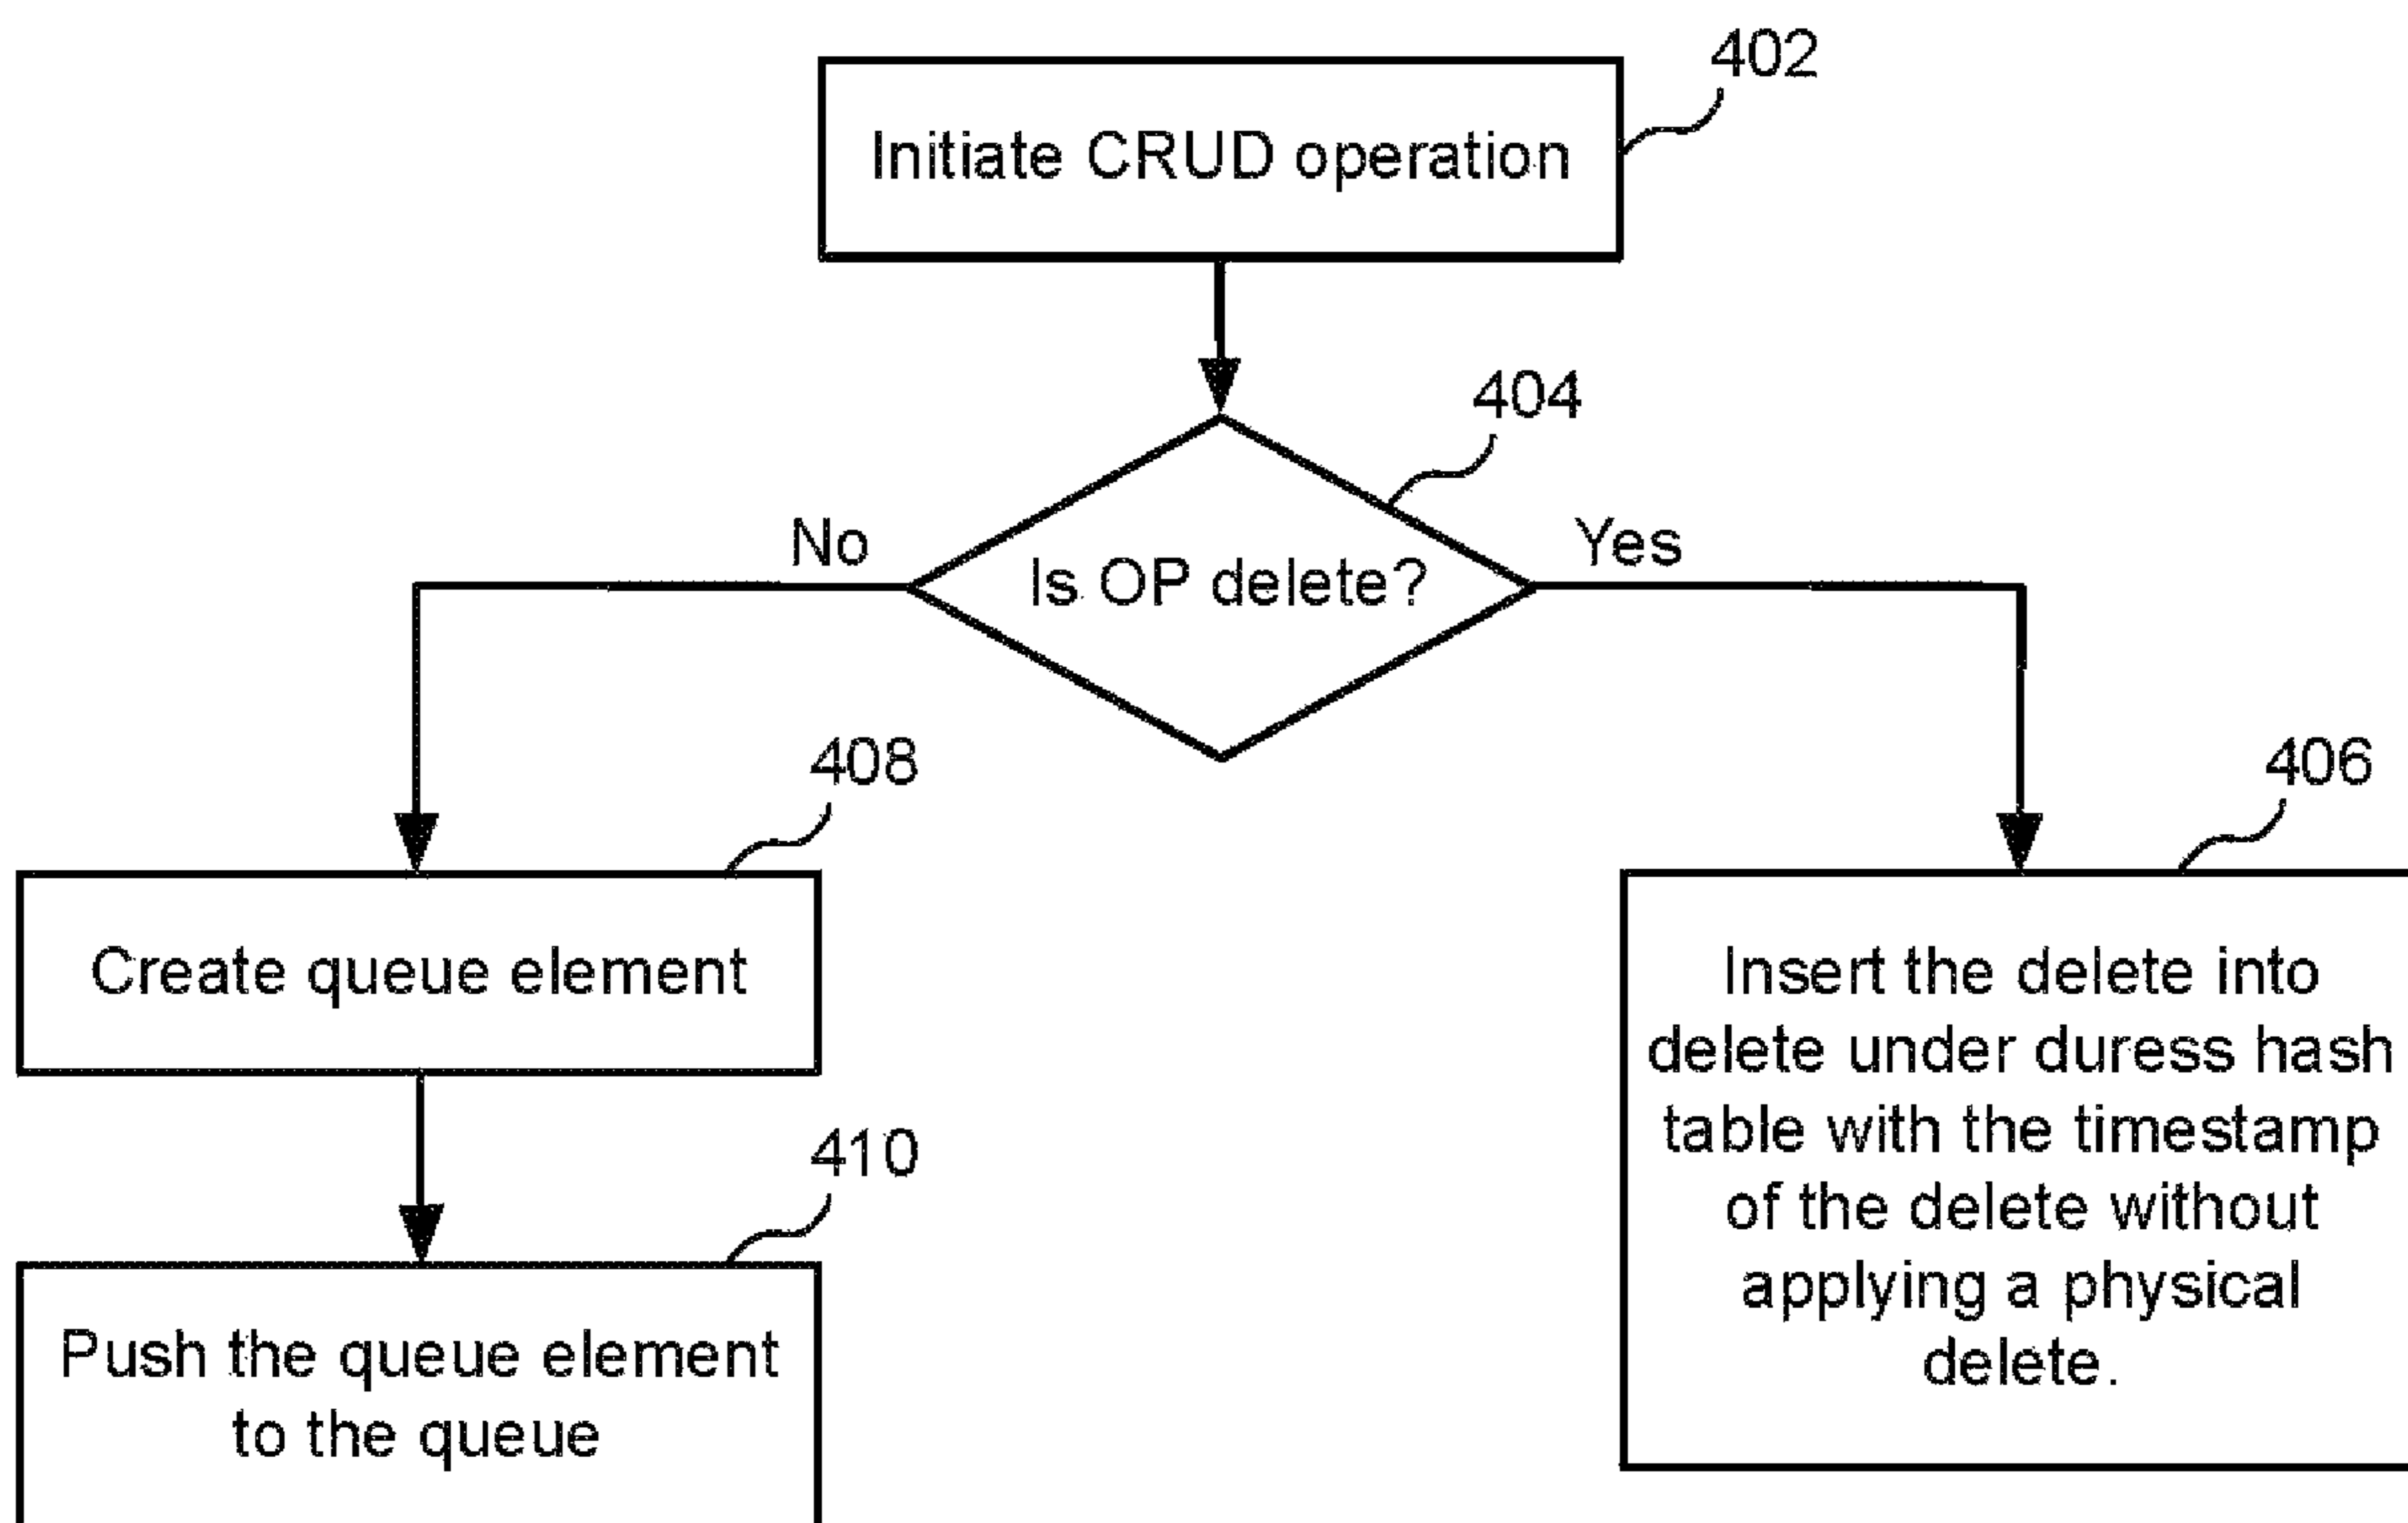 402
Initiate CRUD operation
404
No
Yes
Is OP delete?
408
406
Create queue element
Insert the delete into
delete under duress hash
table with the timestamp
of the delete without
applying a physical
delete.
410
Push the queue element
to the queue